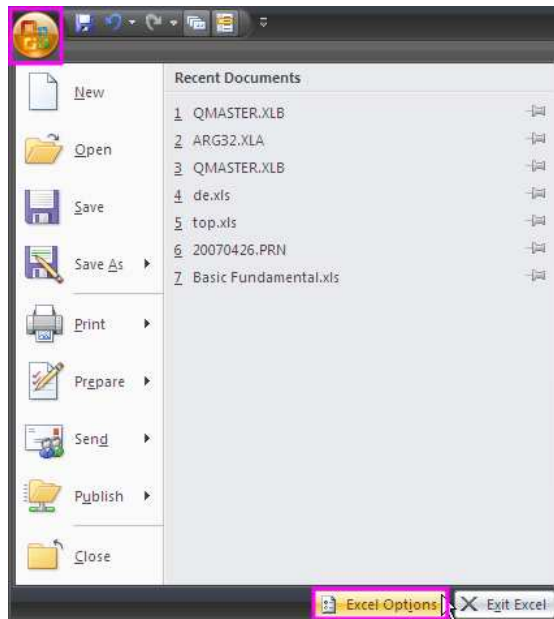 New
Open
Save
Save As
Print
Prepare
Send
Publish
Close
Recent Documents
1 QMASTER.XLB
2 ARG32.XLA
3 QMASTER.XLB
4 de.xls
5 top.xls
6 20070426.PRN
7 Basic Fundamental.xls
Excel Options
Exit Excel